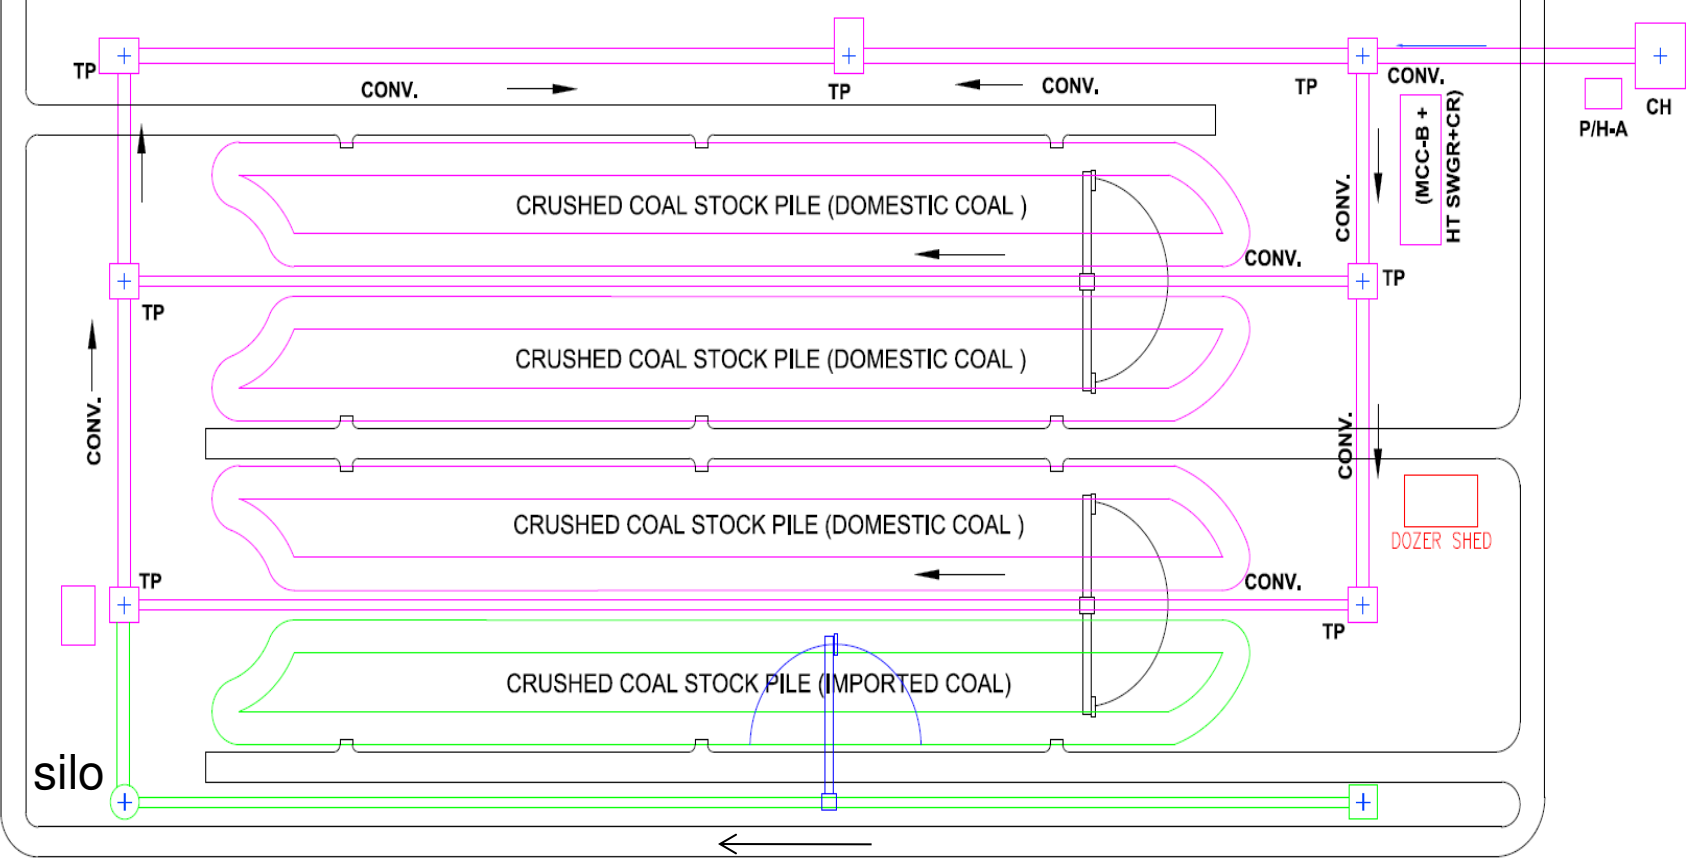 TP
CONV.
TP
CONV.
TP
CONV.
CH
P/H-A
(MCC-B +
HT SWGR+CR)
CONV.
CRUSHED COAL STOCK PILE (DOMESTIC COAL )
CONV.
TP
TP
CRUSHED COAL STOCK PILE (DOMESTIC COAL )
CONV.
CONV.
CRUSHED COAL STOCK PILE (DOMESTIC COAL )
DOZER SHED
TP
CONV.
TP
CRUSHED COAL STOCK PILE (IMPORTED COAL)
silo